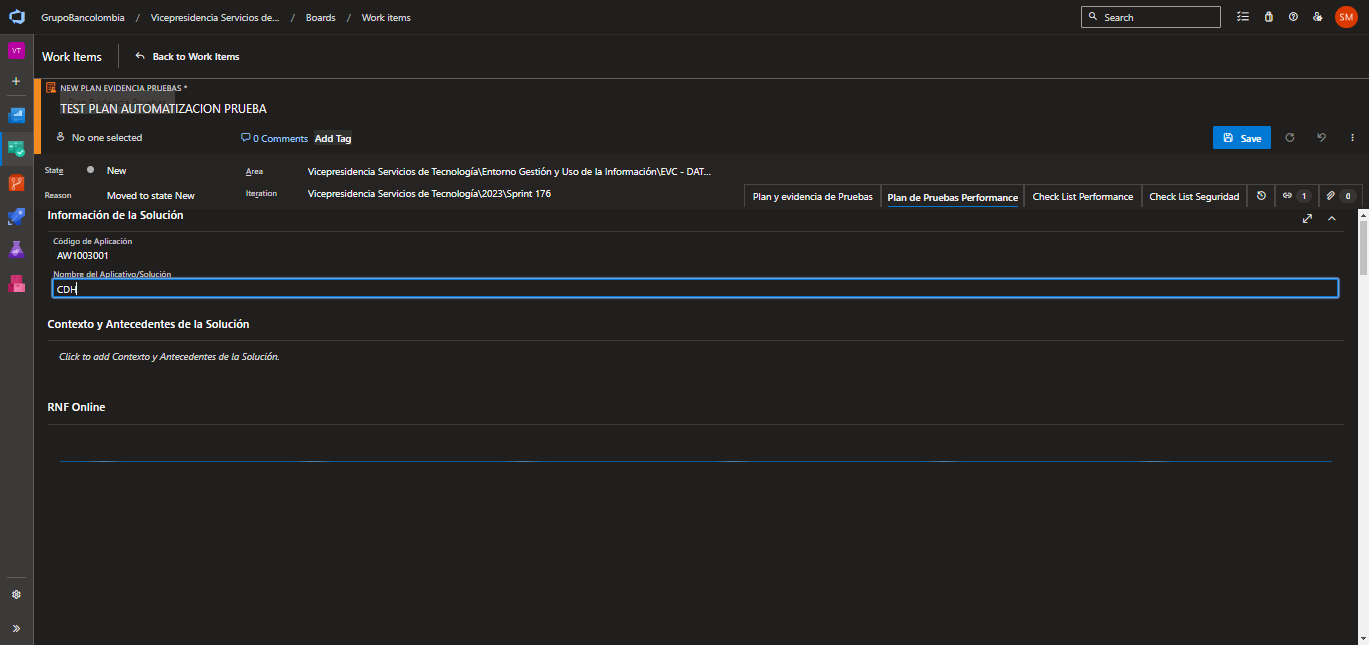 GrupoBancolombia / Vicepresidencia Servicios de... / Boards / Work items
Search
SM
VT
Work Items
Back to Work Items
NEW PLAN EVIDENCIA PRUEBAS *
TEST PLAN AUTOMATIZACION PRUEBA
No one selected
0 Comments
Add Tag
Save
State
New
Area
Vicepresidencia Servicios de Tecnología\Entorno Gestión y Uso de la Información\EVC - DAT...
Reason
Moved to state New
Iteration
Vicepresidencia Servicios de Tecnología\2023\Sprint 176
Plan y evidencia de Pruebas
Plan de Pruebas Performance
Check List Performance
Check List Seguridad
1
0
Información de la Solución
Código de Aplicación
AW1003001
Nombre del Aplicativo/Solución
CDH
Contexto y Antecedentes de la Solución
Click to add Contexto y Antecedentes de la Solución.
RNF Online